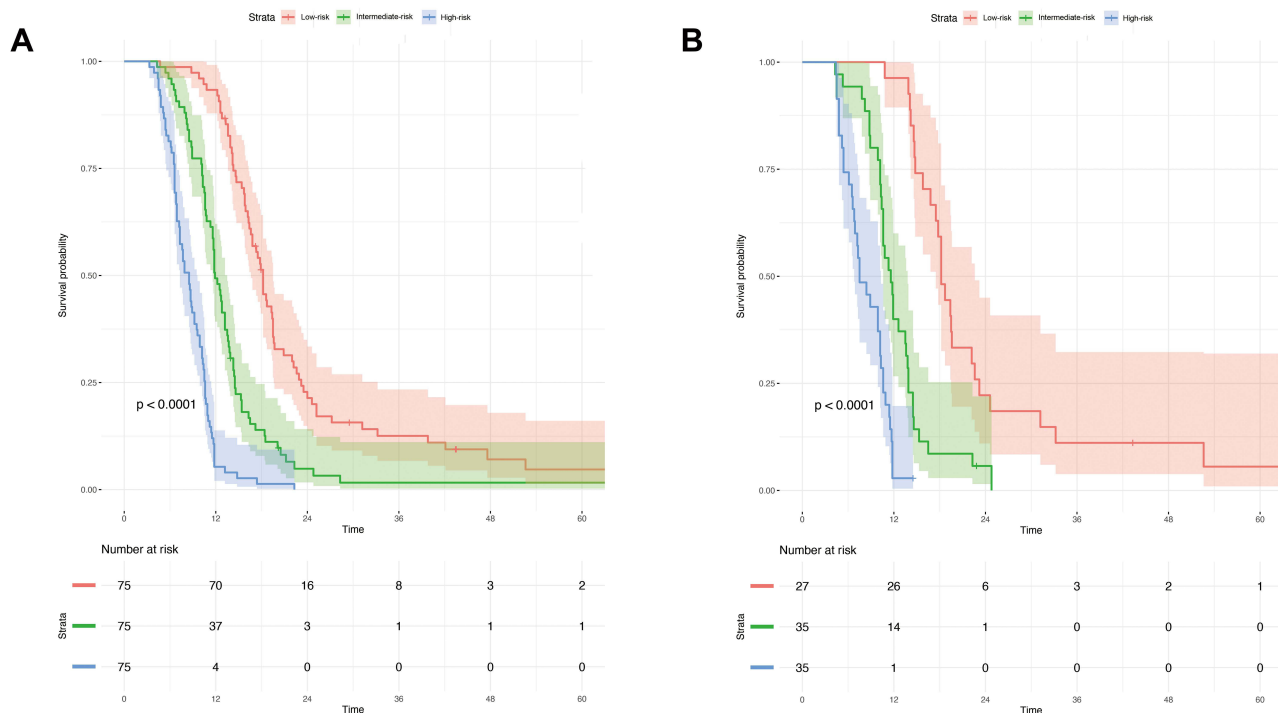 A
Strata Low-risk Intermediate-risk High-risk
1.00
0.75
0.50
0.25
0.00
Survival probability
p < 0.0001
0 12 24 36 48 60
Time
Number at risk
Strata
75 70 16 8 3 2
75 37 3 1 1 1
75 4 0 0 0 0
0 12 24 36 48 60
Time
B
Strata Low-risk Intermediate-risk High-risk
1.00
0.75
0.50
0.25
0.00
Survival probability
p < 0.0001
0 12 24 36 48 60
Time
Number at risk
Strata
27 26 6 3 2 1
35 14 1 0 0 0
35 1 0 0 0 0
0 12 24 36 48 60
Time